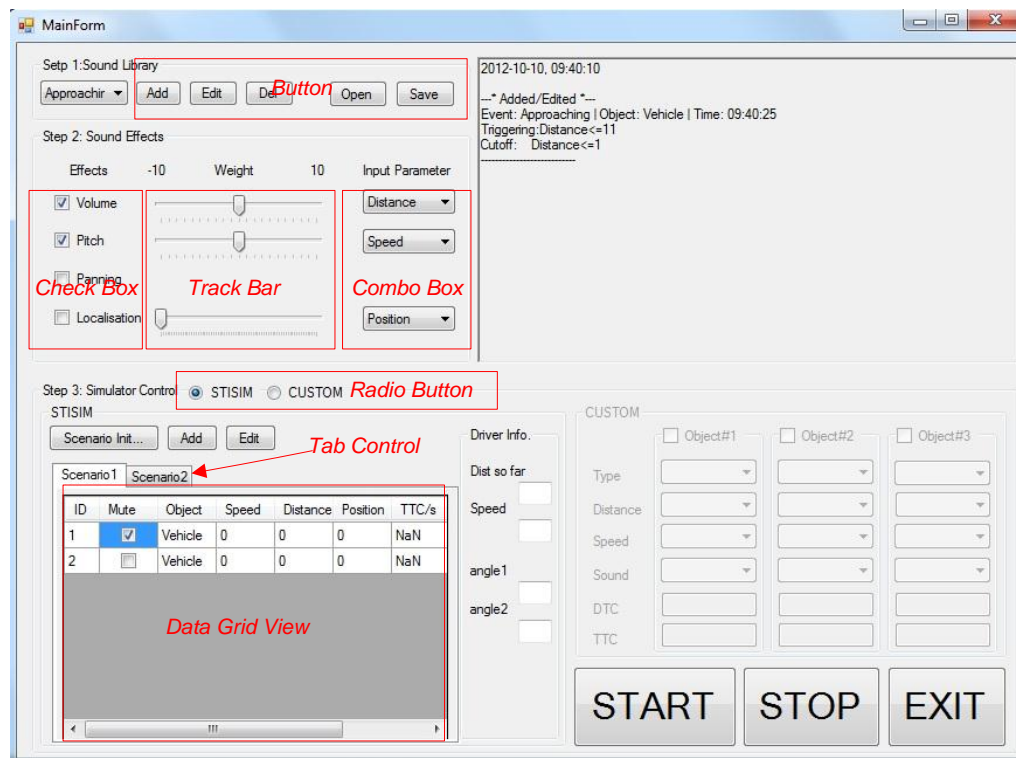 MainForm
Setp 1:Sound Library
Approachir Add Edit Del Button Open Save
2012-10-10, 09:40:10
---* Added/Edited *---
Event: Approaching | Object: Vehicle | Time: 09:40:25
Triggering:Distance<=11
Cutoff: Distance<=1
---------------------------
Step 2: Sound Effects
Effects -10 Weight 10 Input Parameter
Volume Distance
Pitch Speed
Panning
Check Box Track Bar Combo Box
Localisation Position
Step 3: Simulator Control STISIM CUSTOM Radio Button
STISIM
Scenario Init... Add Edit
Tab Control
Scenario1 Scenario2
ID Mute Object Speed Distance Position TTC/s
1 Vehicle 0 0 0 NaN
2 Vehicle 0 0 0 NaN
Data Grid View
Driver Info.
Dist so far
Speed
angle1
angle2
CUSTOM
Object#1 Object#2 Object#3
Type
Distance
Speed
Sound
DTC
TTC
START STOP EXIT